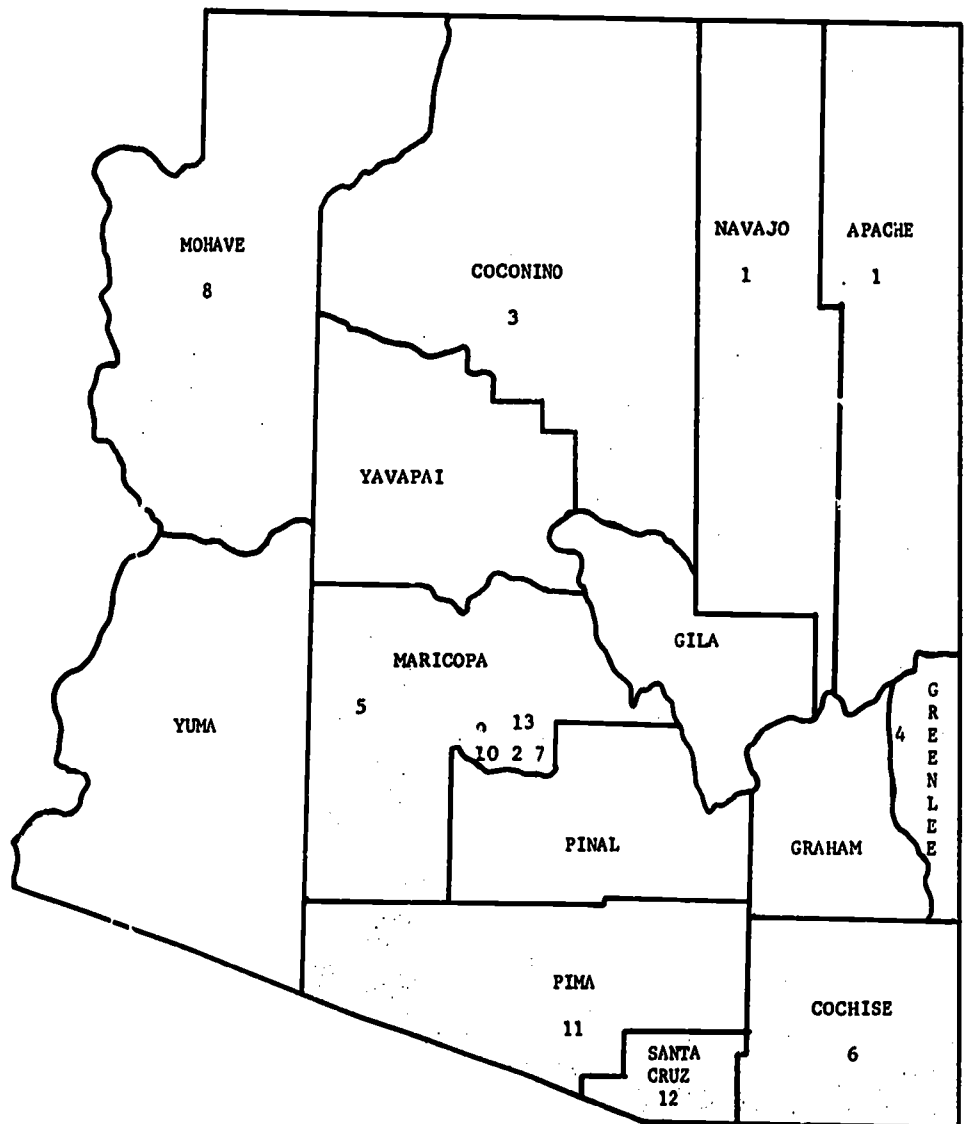 MOHAVE
8
COCONINO
3
NAVAJO
1
APACHE
1
YAVAPAI
GILA
MARICOPA
5
13
10 2 7
YUMA
PINAL
GRAHAM
4
GREENLEE
PIMA
11
SANTA
CRUZ
12
COCHISE
6